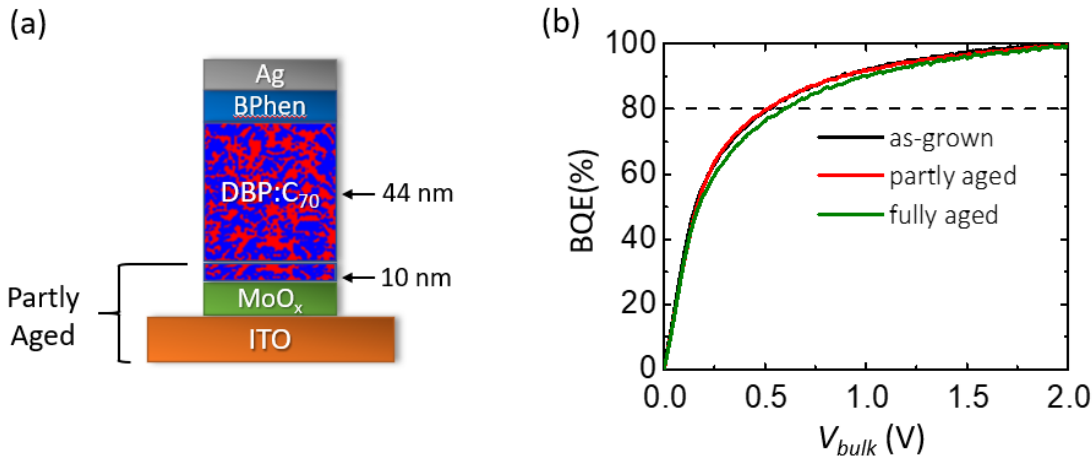 (a)
Ag
BPhen
DBP:C₇₀
44 nm
10 nm
MoOₓ
ITO
Partly
Aged
(b)
BQE(%)
100
80
60
40
20
0
as-grown
partly aged
fully aged
0.0 0.5 1.0 1.5 2.0
V_bulk (V)